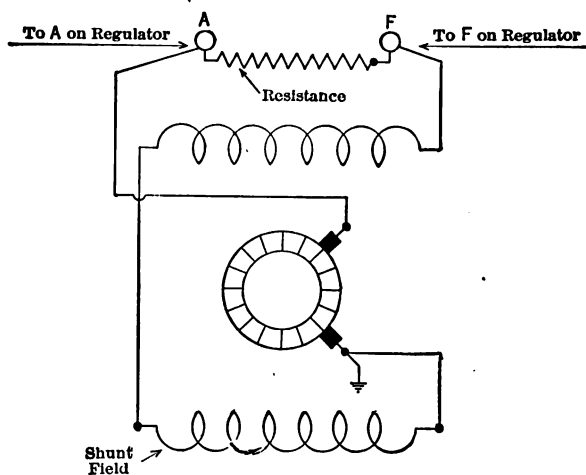 A
F
To A on Regulator
To F on Regulator
Resistance
Shunt
Field